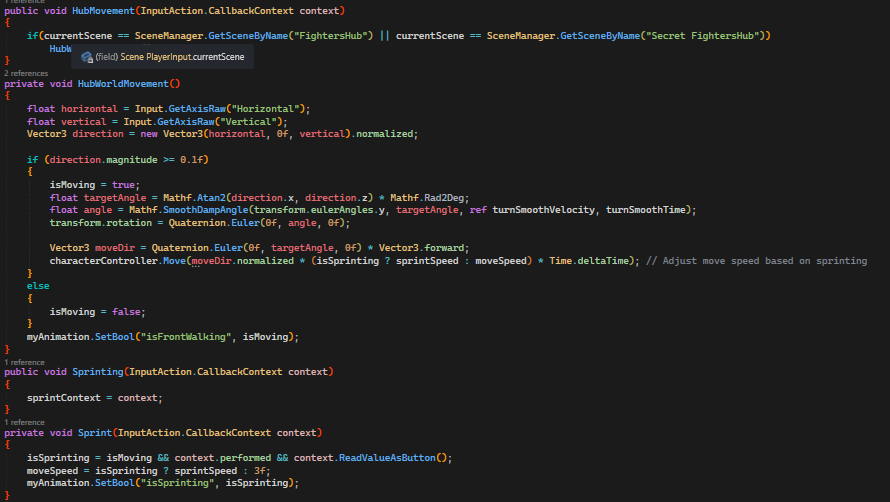 1 reference
public void HubMovement(InputAction.CallbackContext context)
{
if(currentScene == SceneManager.GetSceneByName("FightersHub") || currentScene == SceneManager.GetSceneByName("Secret FightersHub"))
HubW
(field) Scene PlayerInput.currentScene
}
2 references
private void HubWorldMovement()
{
float horizontal = Input.GetAxisRaw("Horizontal");
float vertical = Input.GetAxisRaw("Vertical");
Vector3 direction = new Vector3(horizontal, 0f, vertical).normalized;
if (direction.magnitude >= 0.1f)
{
isMoving = true;
float targetAngle = Mathf.Atan2(direction.x, direction.z) * Mathf.Rad2Deg;
float angle = Mathf.SmoothDampAngle(transform.eulerAngles.y, targetAngle, ref turnSmoothVelocity, turnSmoothTime);
transform.rotation = Quaternion.Euler(0f, angle, 0f);
Vector3 moveDir = Quaternion.Euler(0f, targetAngle, 0f) * Vector3.forward;
characterController.Move(moveDir.normalized * (isSprinting ? sprintSpeed : moveSpeed) * Time.deltaTime); // Adjust move speed based on sprinting
}
else
{
isMoving = false;
}
myAnimation.SetBool("isFrontWalking", isMoving);
}
1 reference
public void Sprinting(InputAction.CallbackContext context)
{
sprintContext = context;
}
1 reference
private void Sprint(InputAction.CallbackContext context)
{
isSprinting = isMoving && context.performed && context.ReadValueAsButton();
moveSpeed = isSprinting ? sprintSpeed : 3f;
myAnimation.SetBool("isSprinting", isSprinting);
}